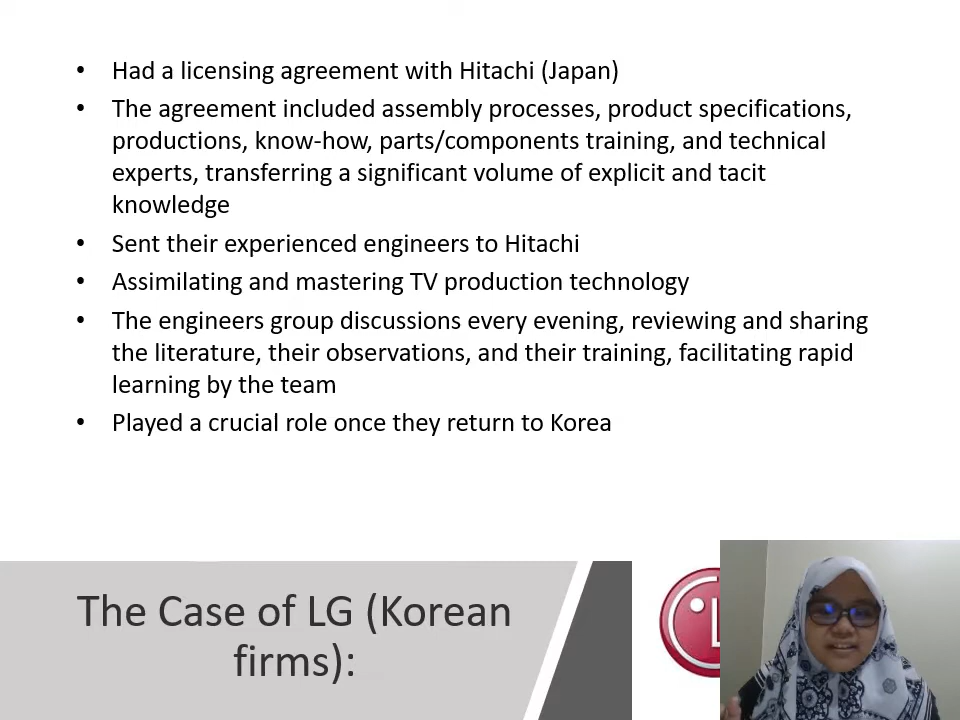 • Had a licensing agreement with Hitachi (Japan)
• The agreement included assembly processes, product specifications,
productions, know-how, parts/components training, and technical
experts, transferring a significant volume of explicit and tacit
knowledge
• Sent their experienced engineers to Hitachi
• Assimilating and mastering TV production technology
• The engineers group discussions every evening, reviewing and sharing
the literature, their observations, and their training, facilitating rapid
learning by the team
• Played a crucial role once they return to Korea
The Case of LG (Korean
firms):